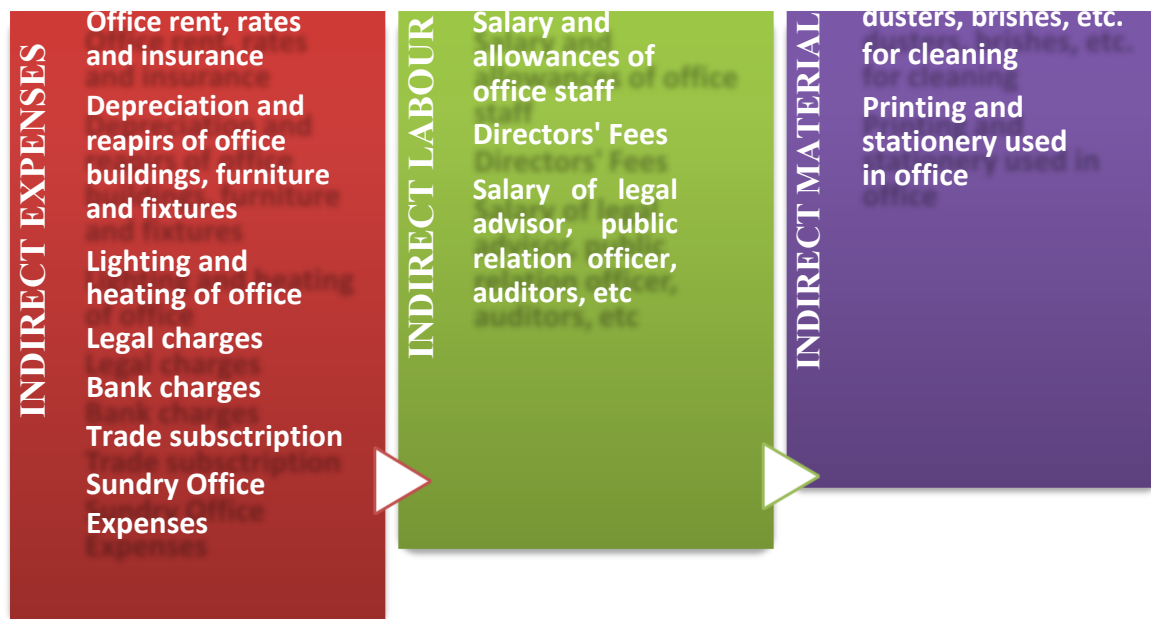 INDIRECT EXPENSES
Office rent, rates
and insurance
Depreciation and
reapirs of office
buildings, furniture
and fixtures
Lighting and
heating of office
Legal charges
Bank charges
Trade subsctription
Sundry Office
Expenses
INDIRECT LABOUR
Salary and
allowances of
office staff
Directors' Fees
Salary of legal
advisor, public
relation officer,
auditors, etc
INDIRECT MATERIAL
dusters, brishes, etc.
for cleaning
Printing and
stationery used
in office